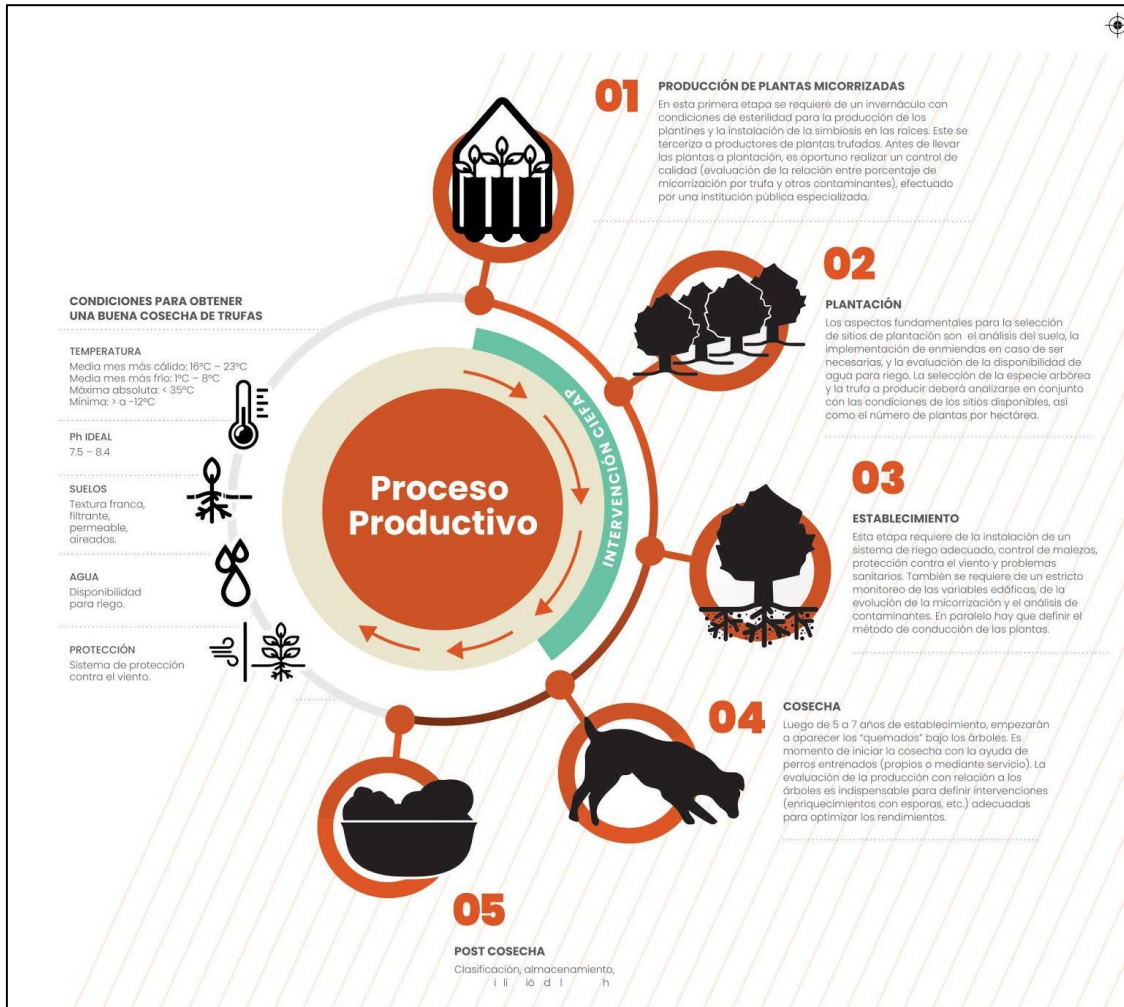 01
PRODUCCIÓN DE PLANTAS MICORRIZADAS
En esta primera etapa se requiere de un invernáculo con
condiciones de esterilidad para la producción de los
plantines y la instalación de la simbiosis en las raíces. Este se
terceriza a productores de plantas trufadas. Antes de llevar
las plantas a plantación, es oportuno realizar un control de
calidad (evaluación de la relación entre porcentaje de
micorrización por trufa y otros contaminantes), efectuado
por una institución pública especializada.
02
PLANTACIÓN
Los aspectos fundamentales para la selección
de sitios de plantación son el análisis del suelo, la
implementación de enmiendas en caso de ser
necesarias, y la evaluación de la disponibilidad de
agua para riego. La selección de la especie arbórea
y la trufa a producir deberá analizarse en conjunto
con las condiciones de los sitios disponibles, así
como el número de plantas por hectárea.
CONDICIONES PARA OBTENER
UNA BUENA COSECHA DE TRUFAS
TEMPERATURA
Media mes más cálido: 16ºC – 23ºC
Media mes más frio: 1ºC – 8ºC
Máxima absoluta: < 35ºC
Mínima: > a -12ºC
Ph IDEAL
7.5 – 8.4
SUELOS
Textura franca,
filtrante,
permeable,
aireados.
AGUA
Disponibilidad
para riego.
PROTECCIÓN
Sistema de protección
contra el viento.
Proceso
Productivo
INTERVENCIÓN CIEFAP
03
ESTABLECIMIENTO
Esta etapa requiere de la instalación de un
sistema de riego adecuado, control de malezas,
protección contra el viento y problemas
sanitarios. También se requiere de un estricto
monitoreo de las variables edáficas, de la
evolución de la micorrización y el análisis de
contaminantes. En paralelo hay que definir el
método de conducción de las plantas.
04
COSECHA
Luego de 5 a 7 años de establecimiento, empezarán
a aparecer los "quemados" bajo los árboles. Es
momento de iniciar la cosecha con la ayuda de
perros entrenados (propios o mediante servicio). La
evaluación de la producción con relación a los
árboles es indispensable para definir intervenciones
(enriquecimientos con esporas, etc.) adecuadas
para optimizar los rendimientos.
05
POST COSECHA
Clasificación, almacenamiento,